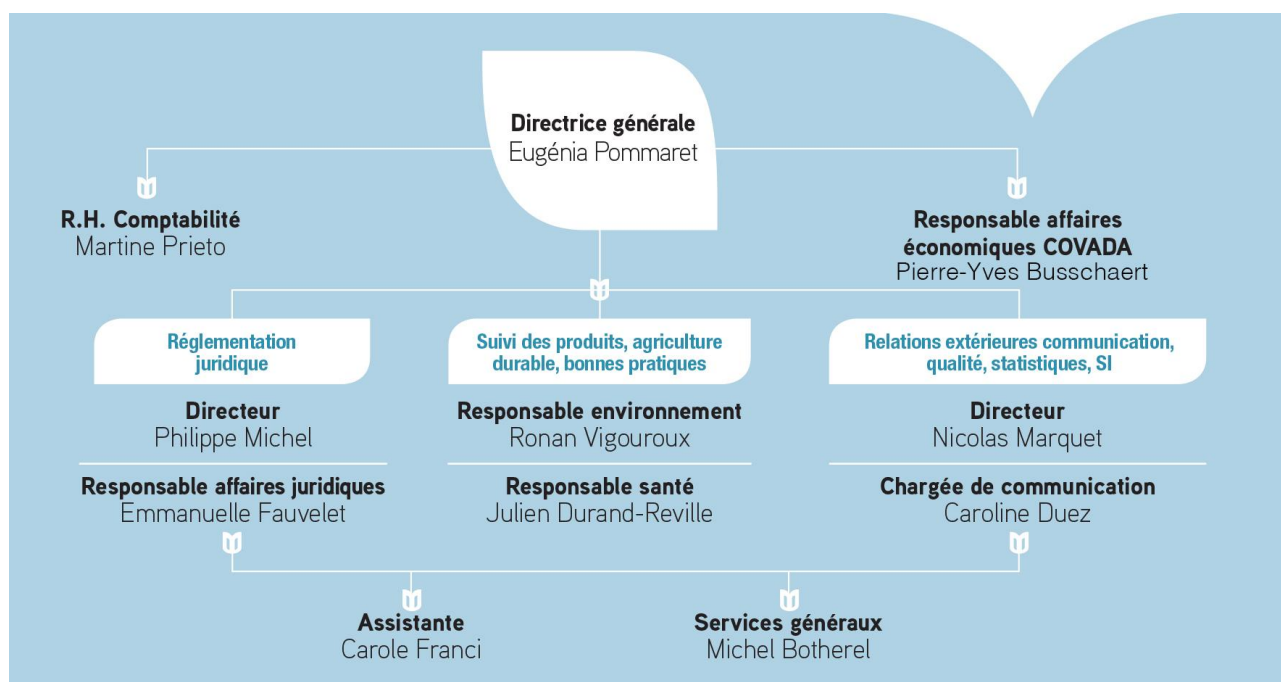 Directrice générale
Eugénia Pommaret
R.H. Comptabilité
Martine Prieto
Responsable affaires
économiques COVADA
Pierre-Yves Busschaert
Réglementation
juridique
Directeur
Philippe Michel
Responsable affaires juridiques
Emmanuelle Fauvelet
Suivi des produits, agriculture
durable, bonnes pratiques
Responsable environnement
Ronan Vigouroux
Responsable santé
Julien Durand-Reville
Relations extérieures communication,
qualité, statistiques, SI
Directeur
Nicolas Marquet
Chargée de communication
Caroline Duez
Assistante
Carole Franci
Services généraux
Michel Botherel